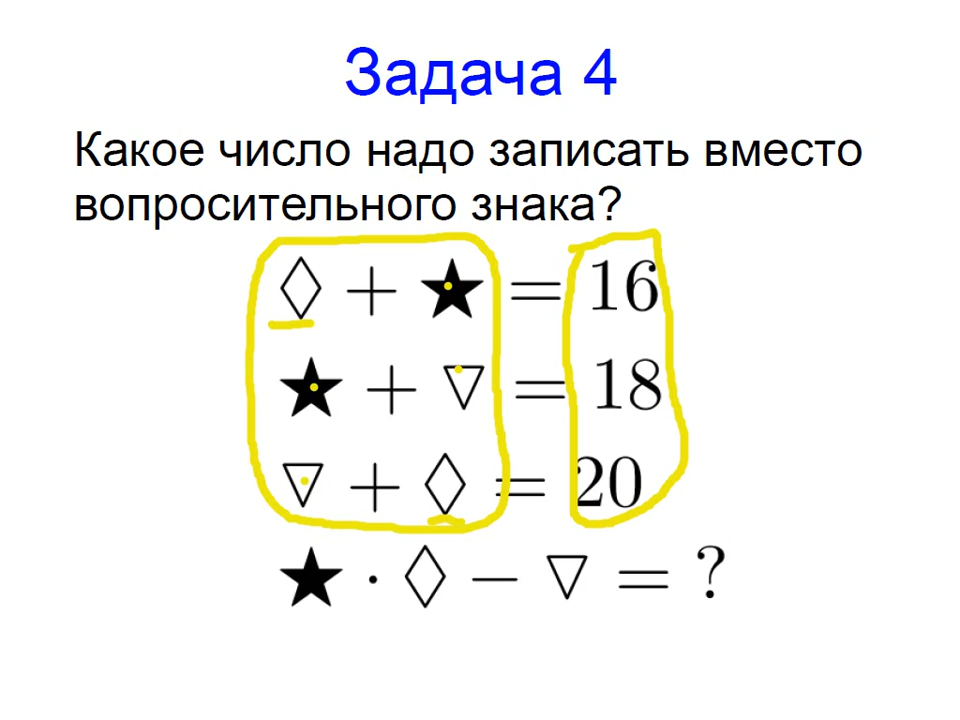 Задача 4
Какое число надо записать вместо
вопросительного знака?
◊ + ★ = 16
★ + ▽ = 18
▽ + ◊ = 20
★ · ◊ − ▽ = ?